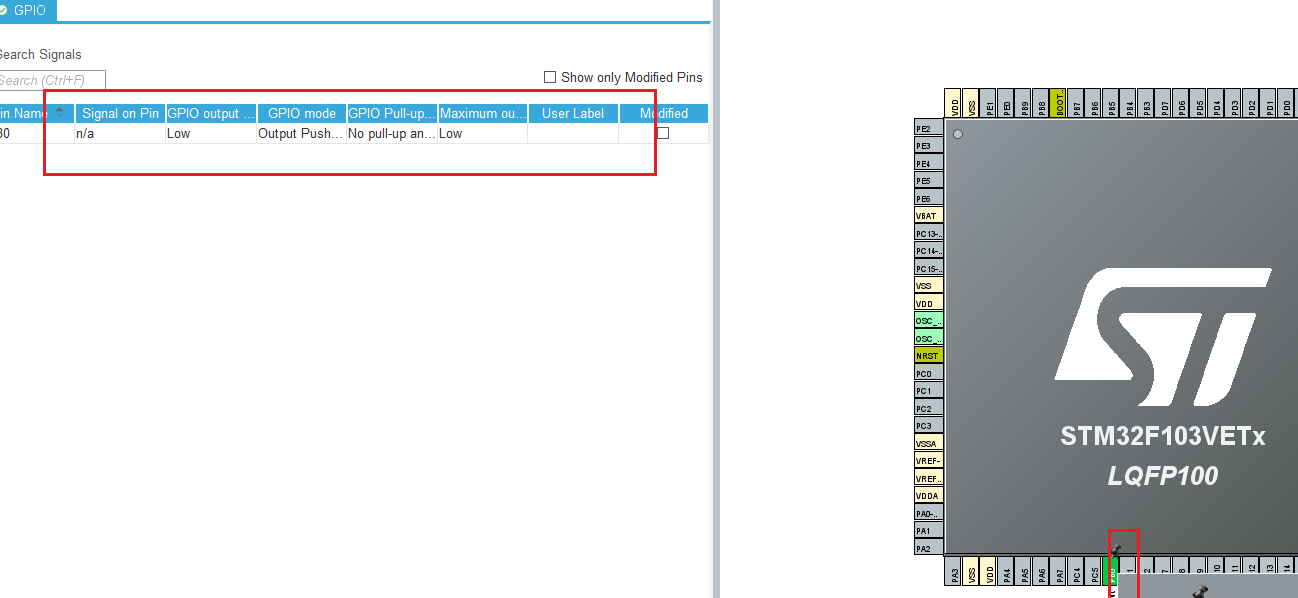 GPIO
Search Signals
Search (Ctrl+F)
Show only Modified Pins
in Name Signal on Pin GPIO output ... GPIO mode GPIO Pull-up... Maximum ou... User Label Modified
n/a Low Output Push... No pull-up an... Low
VDD VSS PE1 PE0 PB9 PB8 BOOT.. PB7 PB6 PB5 PB4 PB3 PD7 PD6 PD5 PD4 PD3 PD2 PD1 PD0
PE2
PE3
PE4
PE5
PE6
VBAT
PC13-..
PC14-..
PC15-..
VSS
VDD
OSC_..
OSC_..
NRST
PC0
PC1
PC2
PC3
VSSA
VREF-
VREF..
VDDA
PA0-..
PA1
PA2
ST
STM32F103VETx
LQFP100
PA3 VSS VDD PA4 PA5 PA6 PA7 PC4 PC5 PB0